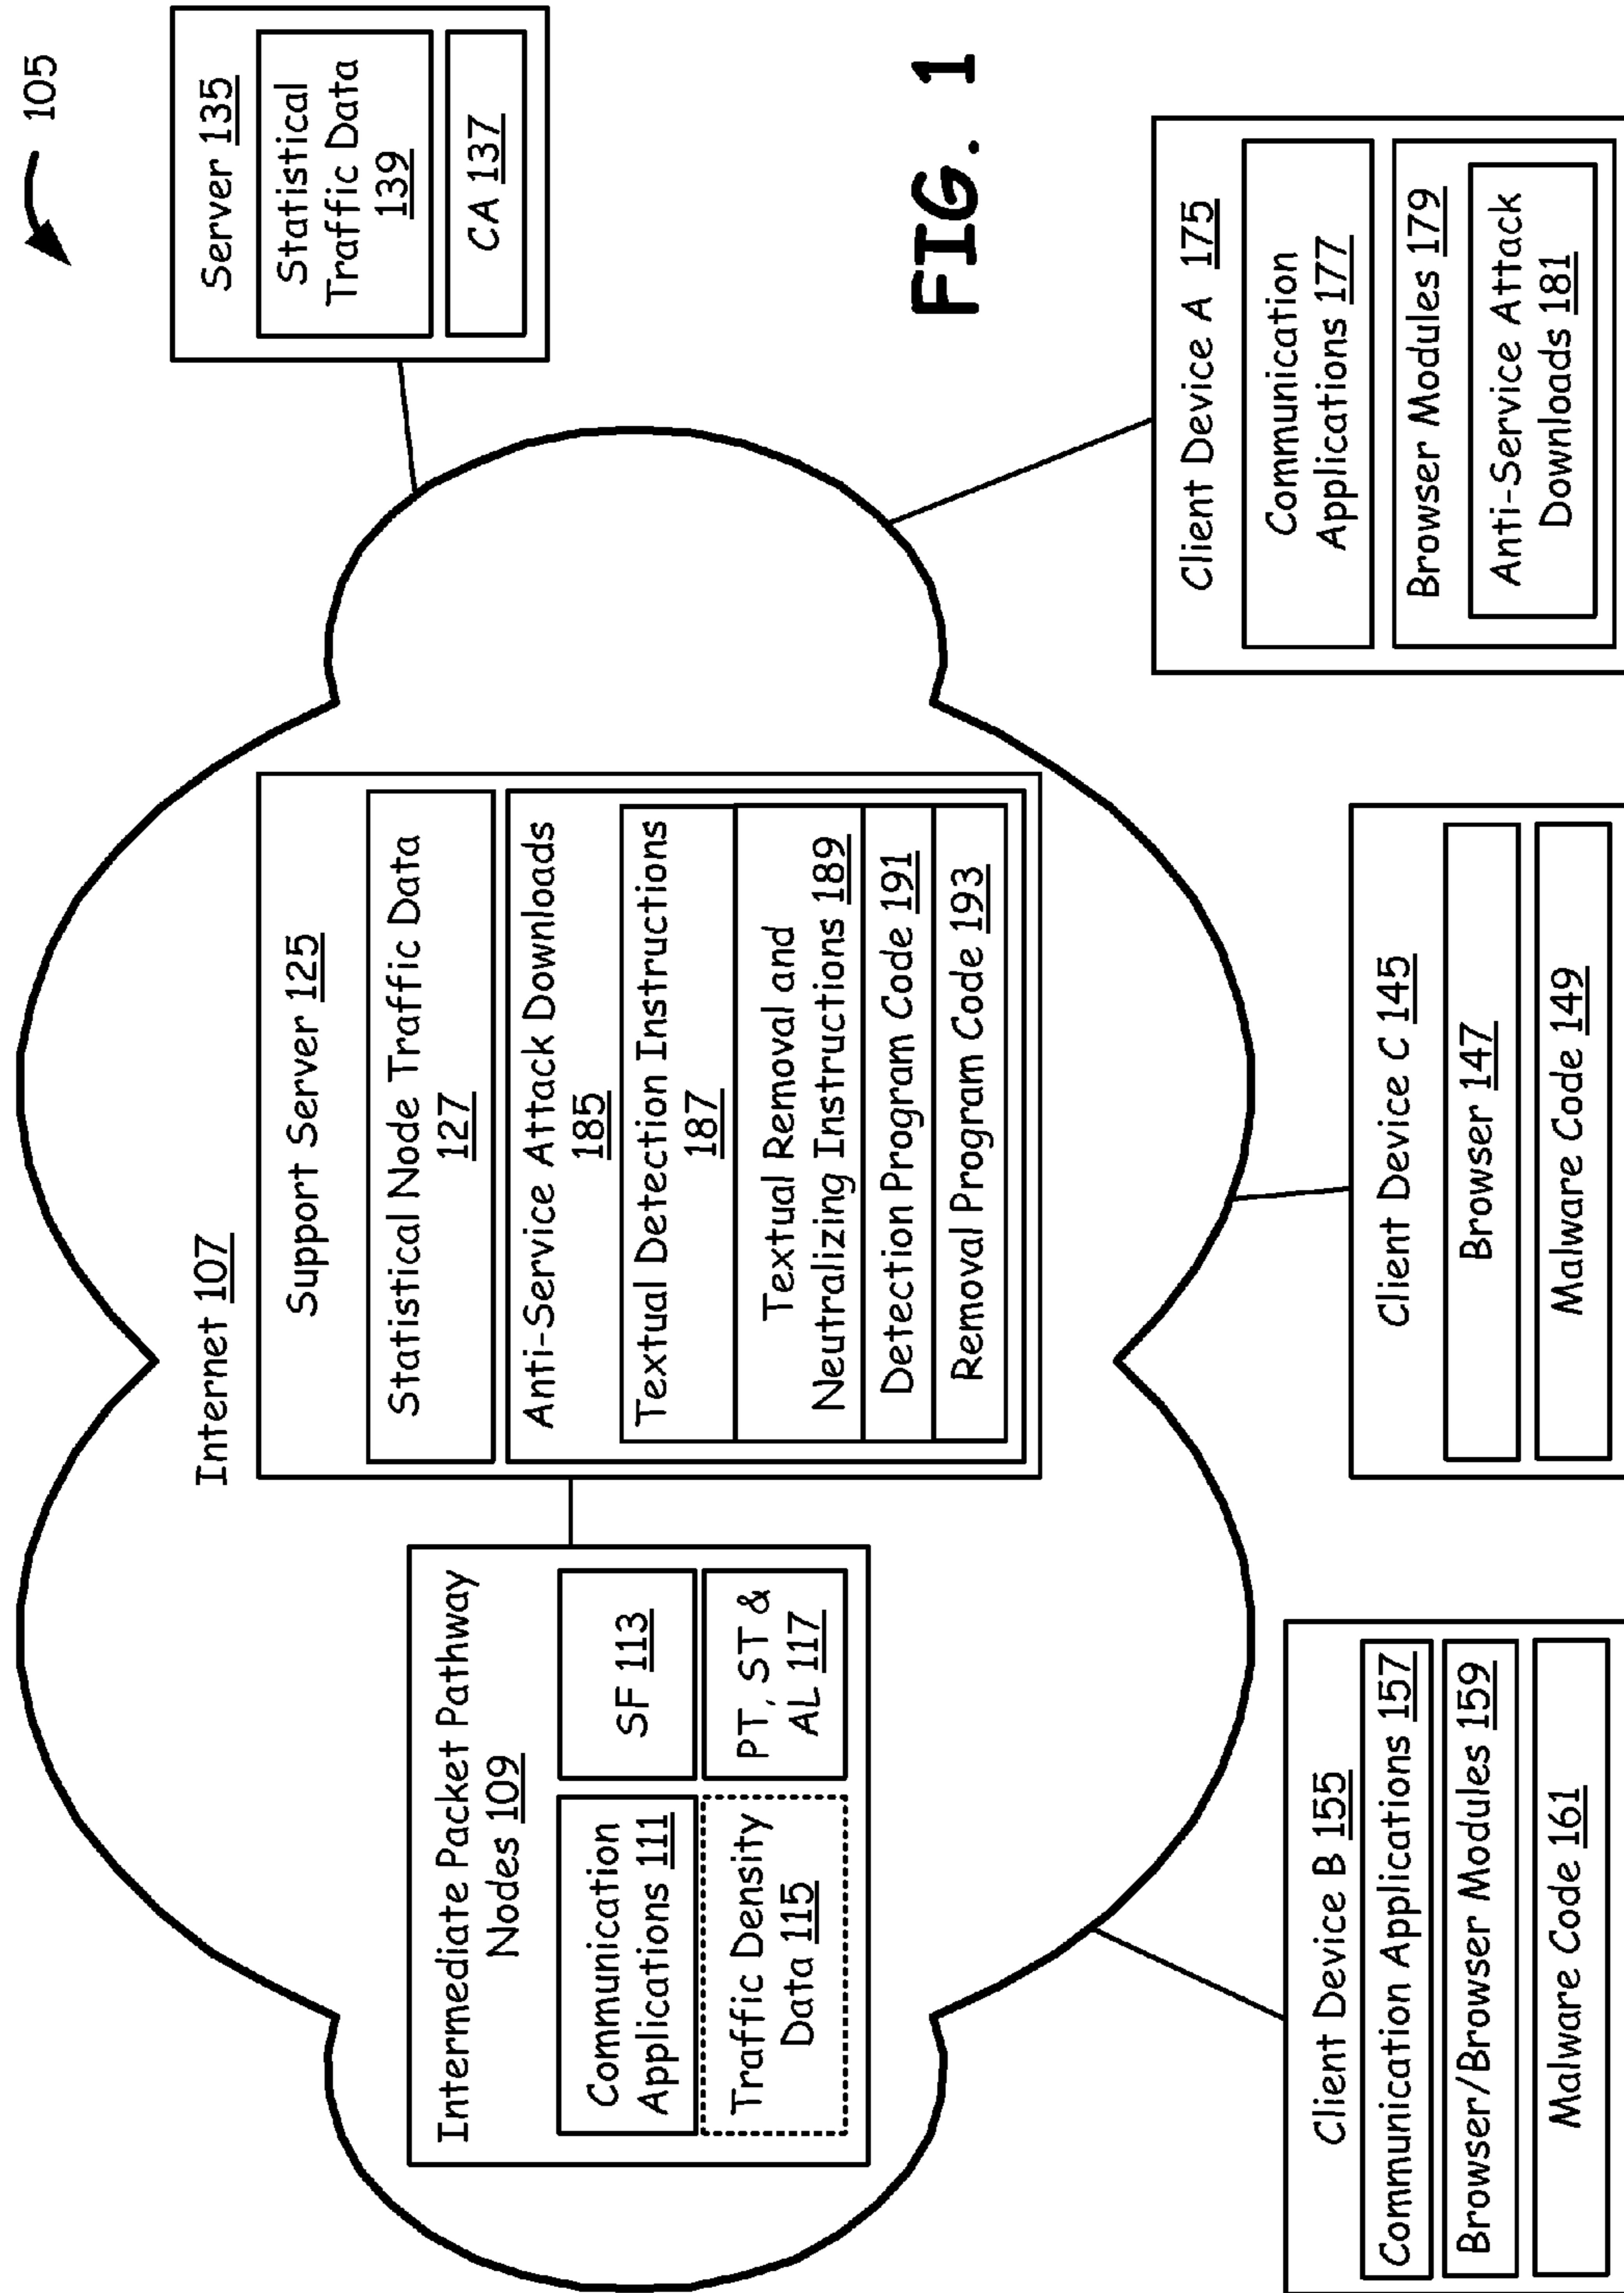 105
Internet 107
Intermediate Packet Pathway
Nodes 109
Communication
Applications 111
SF 113
Traffic Density
Data 115
PT, ST &
AL 117
Support Server 125
Statistical Node Traffic Data
127
Anti-Service Attack Downloads
185
Textual Detection Instructions
187
Textual Removal and
Neutralizing Instructions 189
Detection Program Code 191
Removal Program Code 193
Server 135
Statistical
Traffic Data
139
CA 137
Client Device B 155
Communication Applications 157
Browser/Browser Modules 159
Malware Code 161
Client Device C 145
Browser 147
Malware Code 149
Client Device A 175
Communication
Applications 177
Browser Modules 179
Anti-Service Attack
Downloads 181
FIG. 1